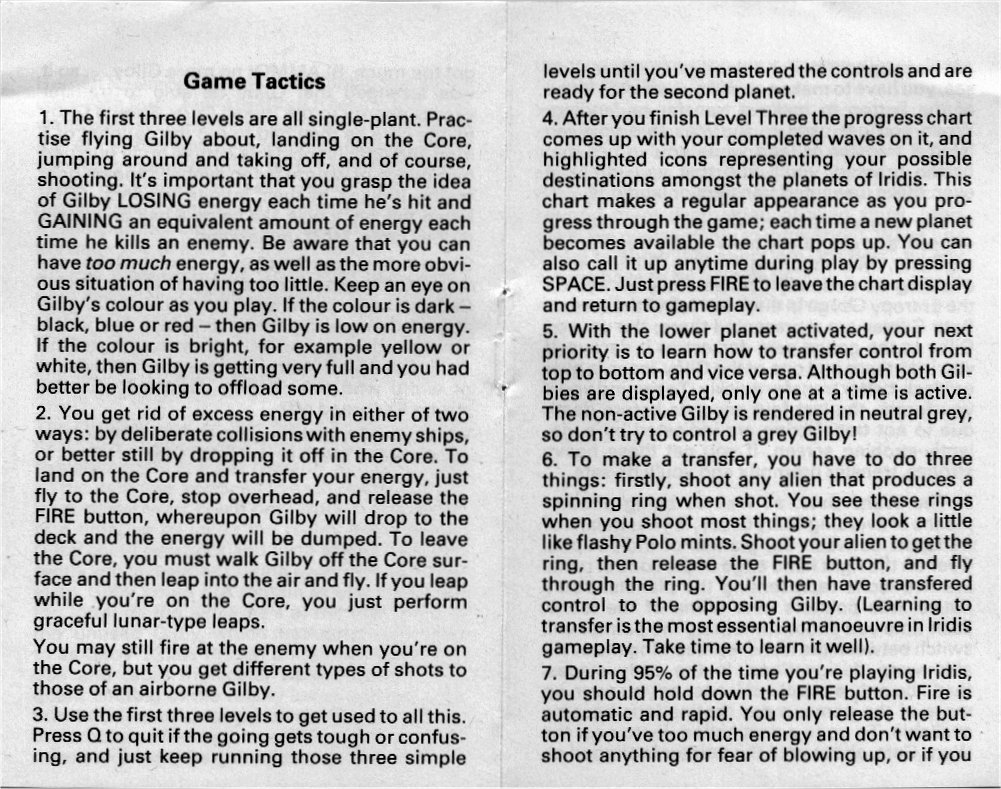 Game Tactics
1. The first three levels are all single-plant. Prac-
tise flying Gilby about, landing on the Core,
jumping around and taking off, and of course,
shooting. It's important that you grasp the idea
of Gilby LOSING energy each time he's hit and
GAINING an equivalent amount of energy each
time he kills an enemy. Be aware that you can
have too much energy, as well as the more obvi-
ous situation of having too little. Keep an eye on
Gilby's colour as you play. If the colour is dark –
black, blue or red – then Gilby is low on energy.
If the colour is bright, for example yellow or
white, then Gilby is getting very full and you had
better be looking to offload some.
2. You get rid of excess energy in either of two
ways: by deliberate collisions with enemy ships,
or better still by dropping it off in the Core. To
land on the Core and transfer your energy, just
fly to the Core, stop overhead, and release the
FIRE button, whereupon Gilby will drop to the
deck and the energy will be dumped. To leave
the Core, you must walk Gilby off the Core sur-
face and then leap into the air and fly. If you leap
while you're on the Core, you just perform
graceful lunar-type leaps.
You may still fire at the enemy when you're on
the Core, but you get different types of shots to
those of an airborne Gilby.
3. Use the first three levels to get used to all this.
Press Q to quit if the going gets tough or confus-
ing, and just keep running those three simple
levels until you've mastered the controls and are
ready for the second planet.
4. After you finish Level Three the progress chart
comes up with your completed waves on it, and
highlighted icons representing your possible
destinations amongst the planets of Iridis. This
chart makes a regular appearance as you pro-
gress through the game; each time a new planet
becomes available the chart pops up. You can
also call it up anytime during play by pressing
SPACE. Just press FIRE to leave the chart display
and return to gameplay.
5. With the lower planet activated, your next
priority is to learn how to transfer control from
top to bottom and vice versa. Although both Gil-
bies are displayed, only one at a time is active.
The non-active Gilby is rendered in neutral grey,
so don't try to control a grey Gilby!
6. To make a transfer, you have to do three
things: firstly, shoot any alien that produces a
spinning ring when shot. You see these rings
when you shoot most things; they look a little
like flashy Polo mints. Shoot your alien to get the
ring, then release the FIRE button, and fly
through the ring. You'll then have transfered
control to the opposing Gilby. (Learning to
transfer is the most essential manoeuvre in Iridis
gameplay. Take time to learn it well).
7. During 95% of the time you're playing Iridis,
you should hold down the FIRE button. Fire is
automatic and rapid. You only release the but-
ton if you've too much energy and don't want to
shoot anything for fear of blowing up, or if you